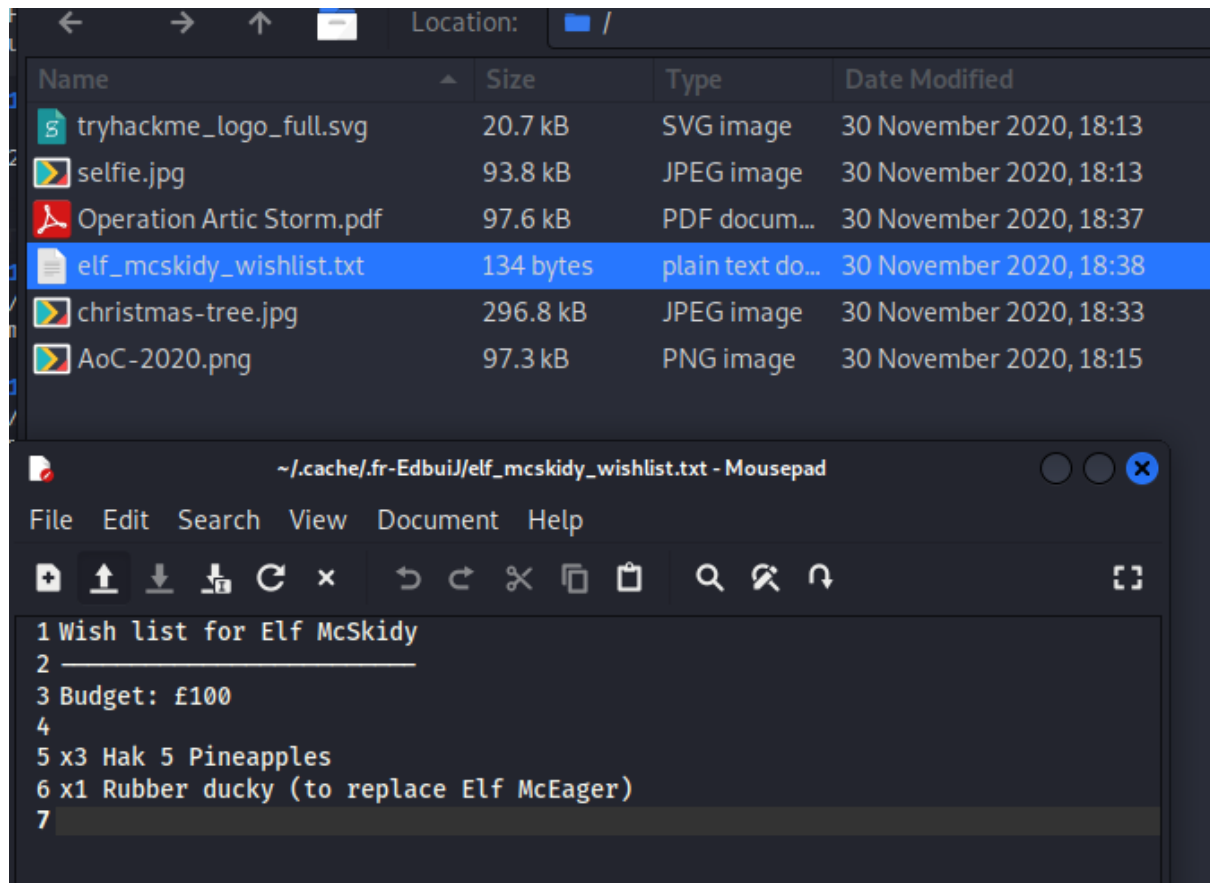 Location: /
Name Size Type Date Modified
tryhackme_logo_full.svg 20.7 kB SVG image 30 November 2020, 18:13
selfie.jpg 93.8 kB JPEG image 30 November 2020, 18:13
Operation Artic Storm.pdf 97.6 kB PDF docum... 30 November 2020, 18:37
elf_mcskidy_wishlist.txt 134 bytes plain text do... 30 November 2020, 18:38
christmas-tree.jpg 296.8 kB JPEG image 30 November 2020, 18:33
AoC-2020.png 97.3 kB PNG image 30 November 2020, 18:15
~/.cache/.fr-EdbuiJ/elf_mcskidy_wishlist.txt - Mousepad
File Edit Search View Document Help
1 Wish list for Elf McSkidy
2 -------------------------
3 Budget: £100
4
5 x3 Hak 5 Pineapples
6 x1 Rubber ducky (to replace Elf McEager)
7